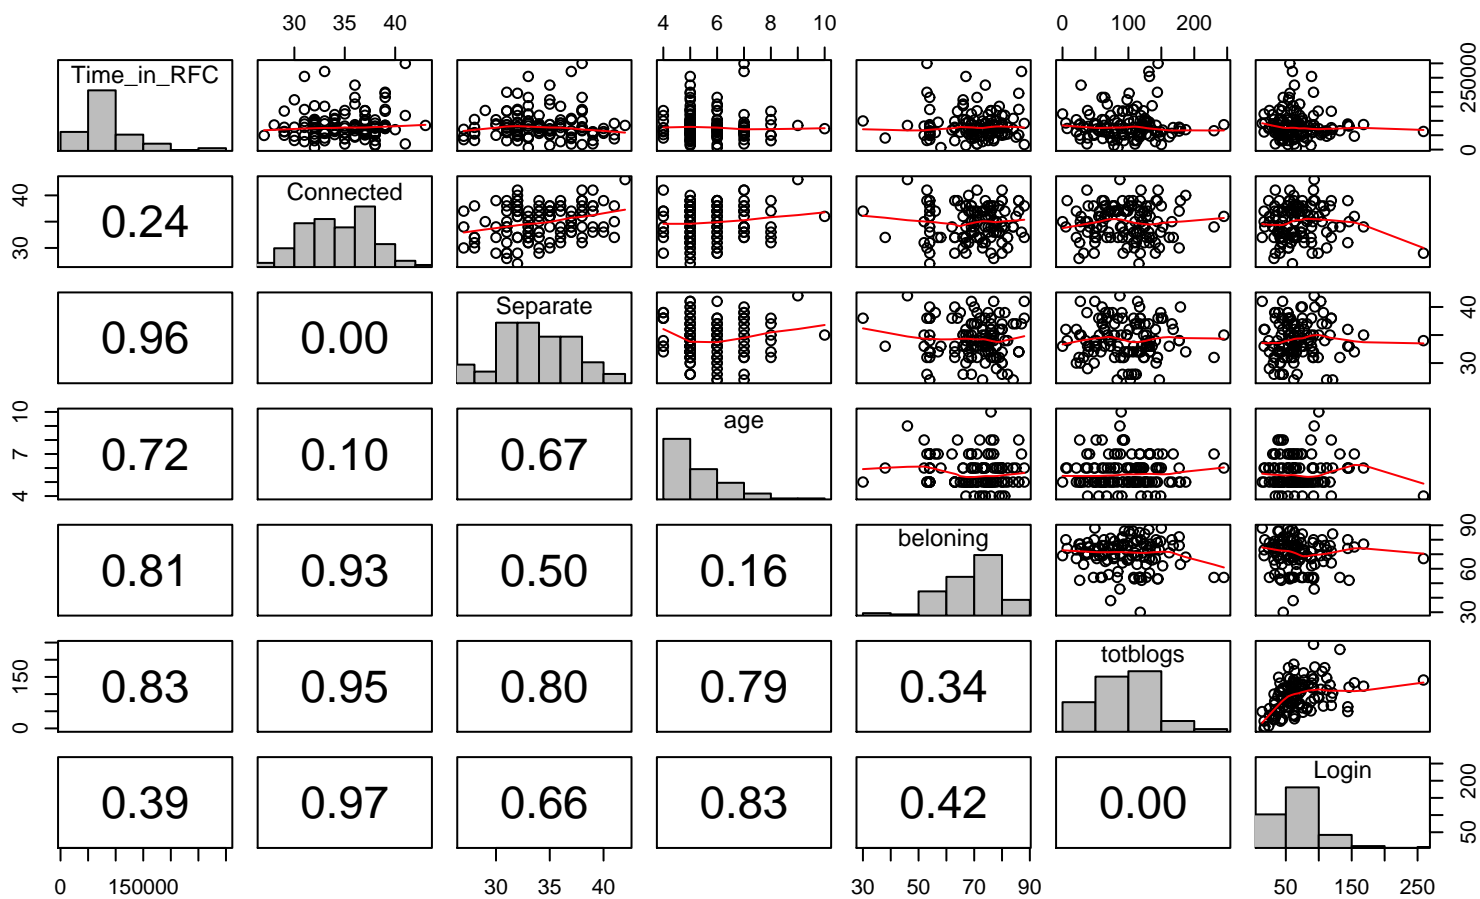 30 35 40 4 6 8 10 0 100 200
Time_in_RFC 0 250000
30 40 0.24 Connected
0.96 0.00 Separate 30 40
4 7 10 0.72 0.10 0.67 age
0.81 0.93 0.50 0.16 beloning 30 60 90
0 150 0.83 0.95 0.80 0.79 0.34 totblogs
0.39 0.97 0.66 0.83 0.42 0.00 Login 50 200
0 150000 30 35 40 30 50 70 90 50 150 250